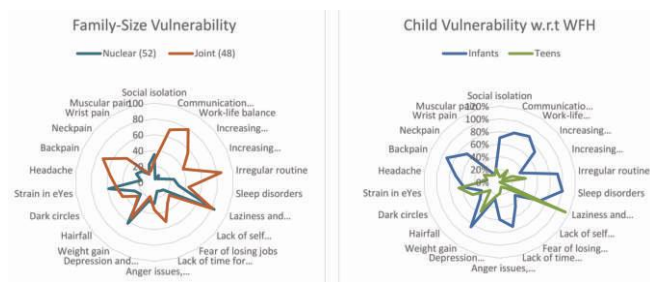 Family-Size Vulnerability
Nuclear (52) Joint (48)
Social isolation
Communication...
Work-life balance
Increasing...
Increasing...
Irregular routine
Sleep disorders
Laziness and...
Lack of self...
Fear of losing jobs
Lack of time for...
Anger issues,...
Depression and...
Weight gain
Hairfall
Dark circles
Strain in eYes
Headache
Backpain
Neckpain
Wrist pain
Muscular pain
100
80
60
40
20
0
Child Vulnerability w.r.t WFH
Infants Teens
Social isolation
Communicatio...
Work-life...
Increasing...
Increasing...
Irregular routine
Sleep disorders
Laziness and...
Lack of self...
Fear of losing...
Lack of time...
Anger issues,...
Depression...
Weight gain
Hairfall
Dark circles
Strain in eYes
Headache
Backpain
Neckpain
Wrist pain
Muscular pain
120%
100%
80%
60%
40%
20%
0%